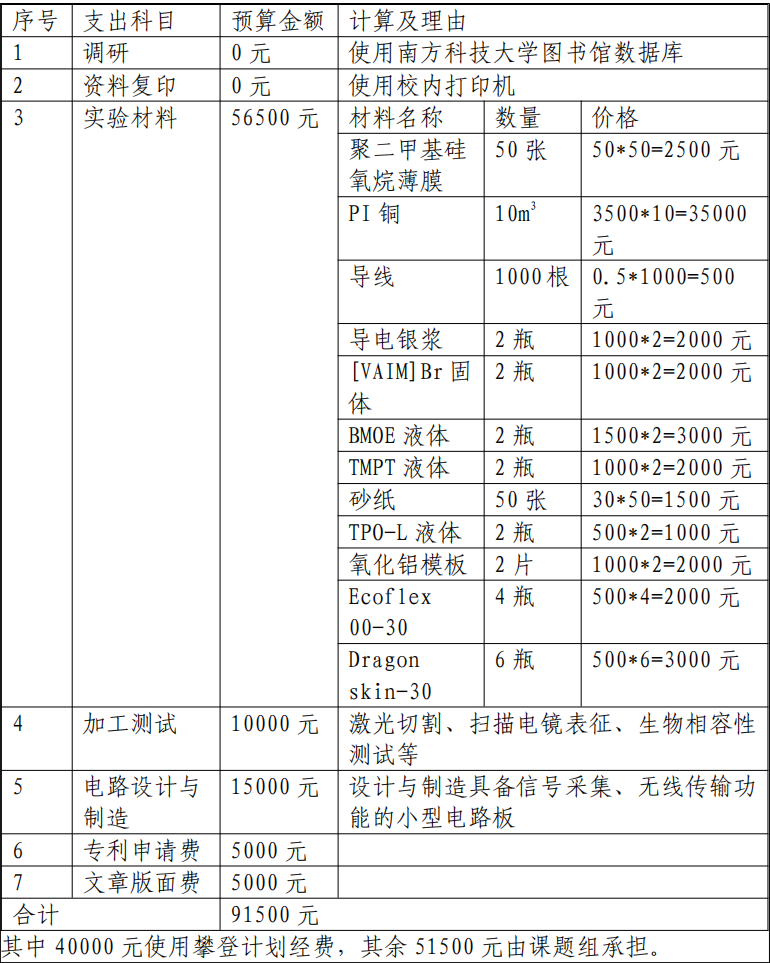 序号 支出科目 预算金额 计算及理由
1 调研 0 元 使用南方科技大学图书馆数据库
2 资料复印 0 元 使用校内打印机
3 实验材料 56500 元 材料名称 数量 价格
聚二甲基硅 50 张 50*50=2500 元
氧烷薄膜
PI 铜 10m³ 3500*10=35000
元
导线 1000 根 0.5*1000=500
元
导电银浆 2 瓶 1000*2=2000 元
[VAIM]Br 固 2 瓶 1000*2=2000 元
体
BMOE 液体 2 瓶 1500*2=3000 元
TMPT 液体 2 瓶 1000*2=2000 元
砂纸 50 张 30*50=1500 元
TPO-L 液体 2 瓶 500*2=1000 元
氧化铝模板 2 片 1000*2=2000 元
Ecoflex 4 瓶 500*4=2000 元
00-30
Dragon 6 瓶 500*6=3000 元
skin-30
4 加工测试 10000 元 激光切割、扫描电镜表征、生物相容性
测试等
5 电路设计与 15000 元 设计与制造具备信号采集、无线传输功
制造 能的小型电路板
6 专利申请费 5000 元
7 文章版面费 5000 元
合计 91500 元
其中 40000 元使用攀登计划经费，其余 51500 元由课题组承担。